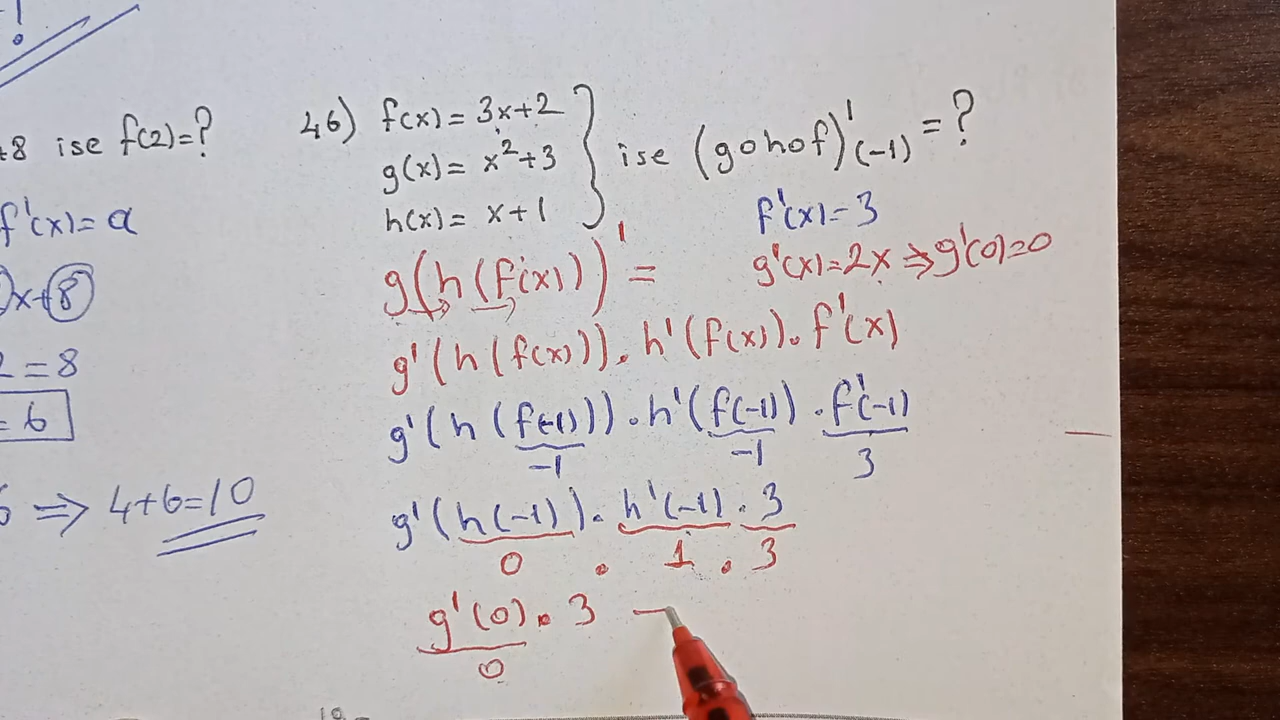 !
+8 ise f(2)=?
f'(x)=a
x+8
2=8
=6
6 ⇒ 4+6=10
46) f(x)=3x+2
g(x)=x²+3
h(x)=x+1
ise (gohof)'(-1)=?
f'(x)=3
g'(x)=2x⇒g'(0)=0
g(h(f(x)))'=
g'(h(f(x))).h'(f(x)).f'(x)
g'(h(f(-1))).h'(f(-1)).f'(-1)
-1 -1 3
g'(h(-1)).h'(-1).3
0 . 1 . 3
g'(0).3
0